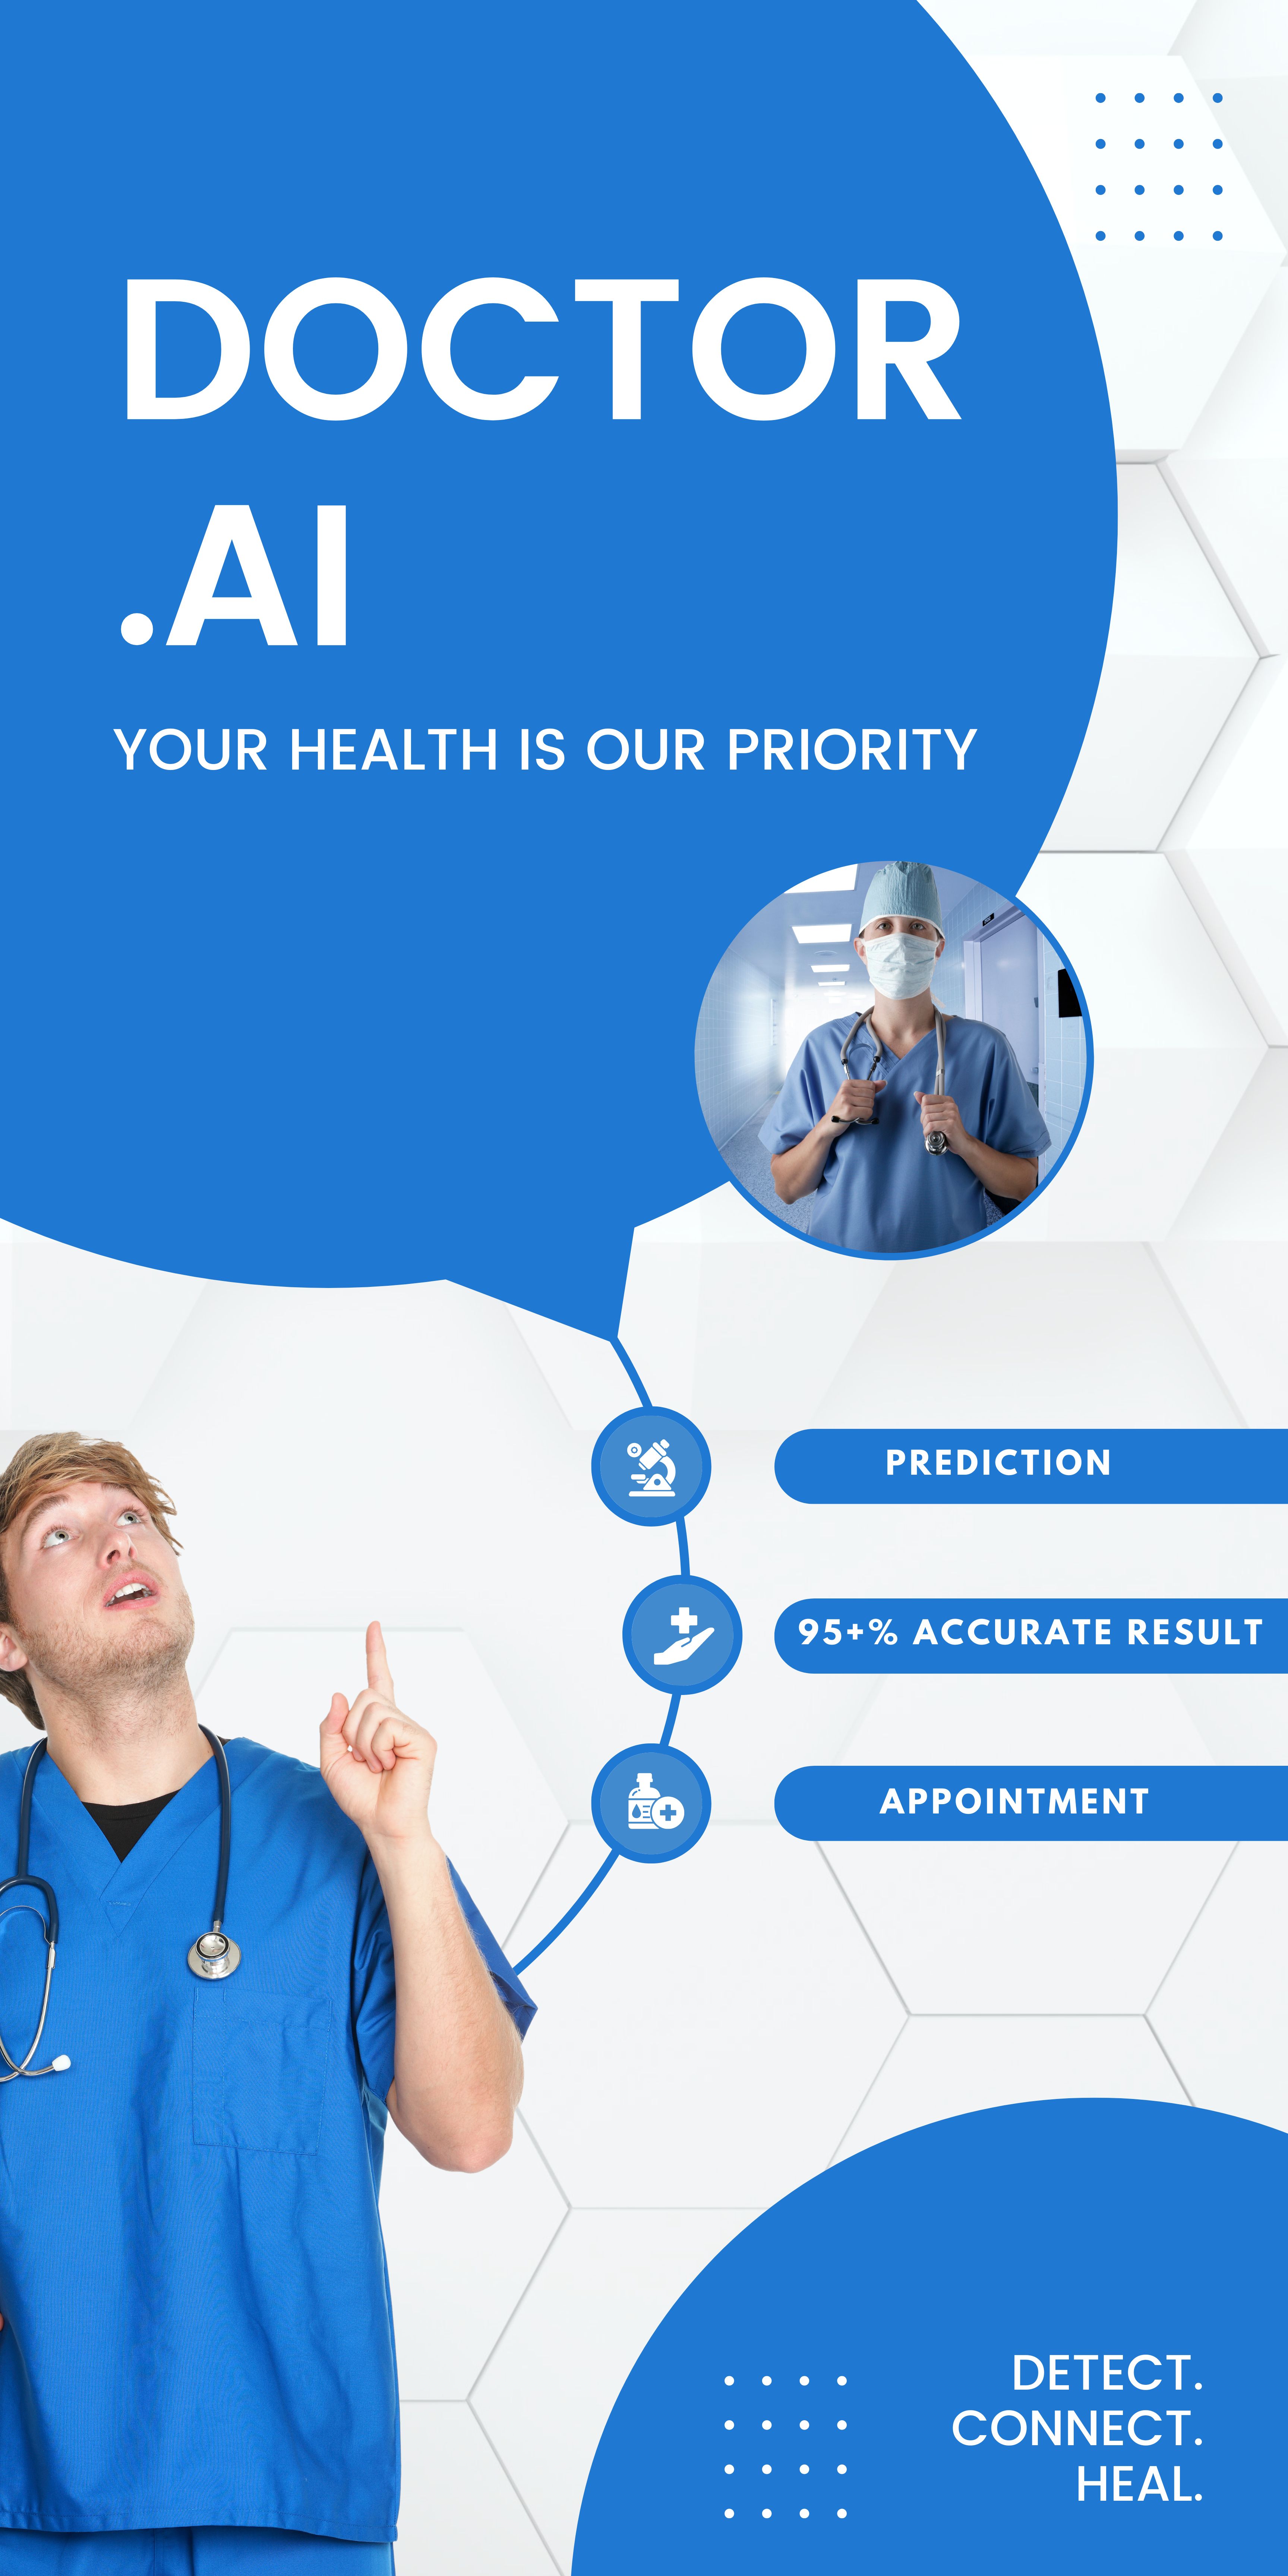 DOCTOR
.AI
YOUR HEALTH IS OUR PRIORITY
PREDICTION
95+% ACCURATE RESULT
APPOINTMENT
DETECT.
CONNECT.
HEAL.